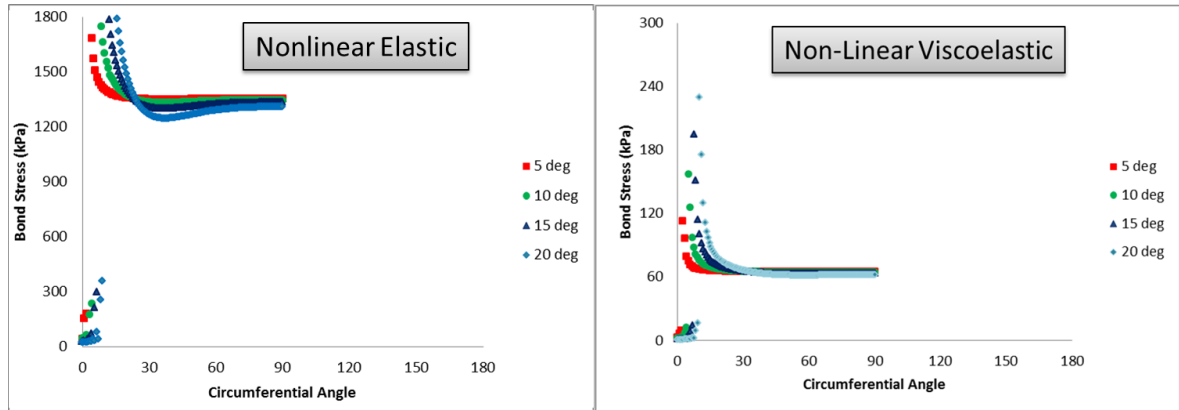 Nonlinear Elastic
Bond Stress (kPa)
1800
1500
1200
900
600
300
0
0 30 60 90 120 150 180
Circumferential Angle
5 deg
10 deg
15 deg
20 deg
Non-Linear Viscoelastic
Bond Stress (kPa)
300
240
180
120
60
0
0 30 60 90 120 150 180
Circumferential Angle
5 deg
10 deg
15 deg
20 deg